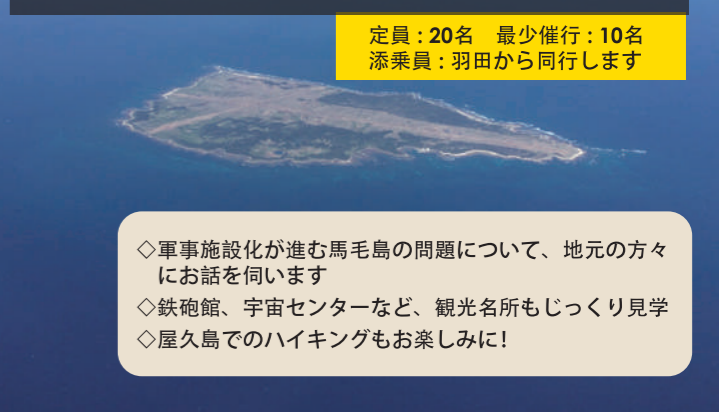 定員：20名　最少催行：10名
添乗員：羽田から同行します
◇軍事施設化が進む馬毛島の問題について、地元の方々
にお話を伺います
◇鉄砲館、宇宙センターなど、観光名所もじっくり見学
◇屋久島でのハイキングもお楽しみに！